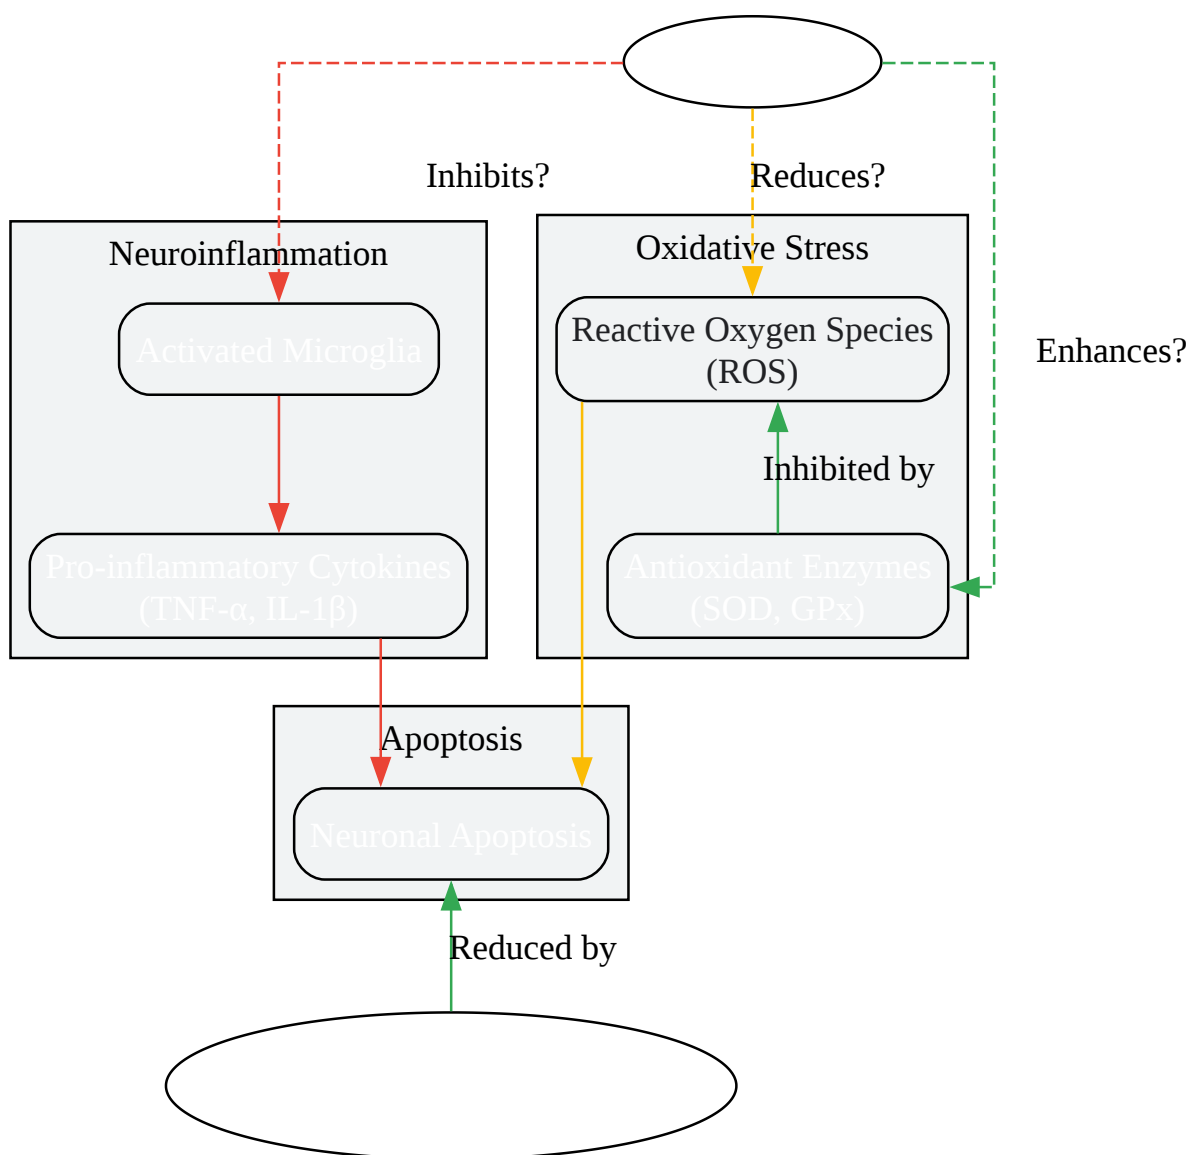 Inhibits?
Reduces?
Neuroinflammation
Oxidative Stress
Activated Microglia
Reactive Oxygen Species
(ROS)
Enhances?
Inhibited by
Pro-inflammatory Cytokines
(TNF-α, IL-1β)
Antioxidant Enzymes
(SOD, GPx)
Apoptosis
Neuronal Apoptosis
Reduced by